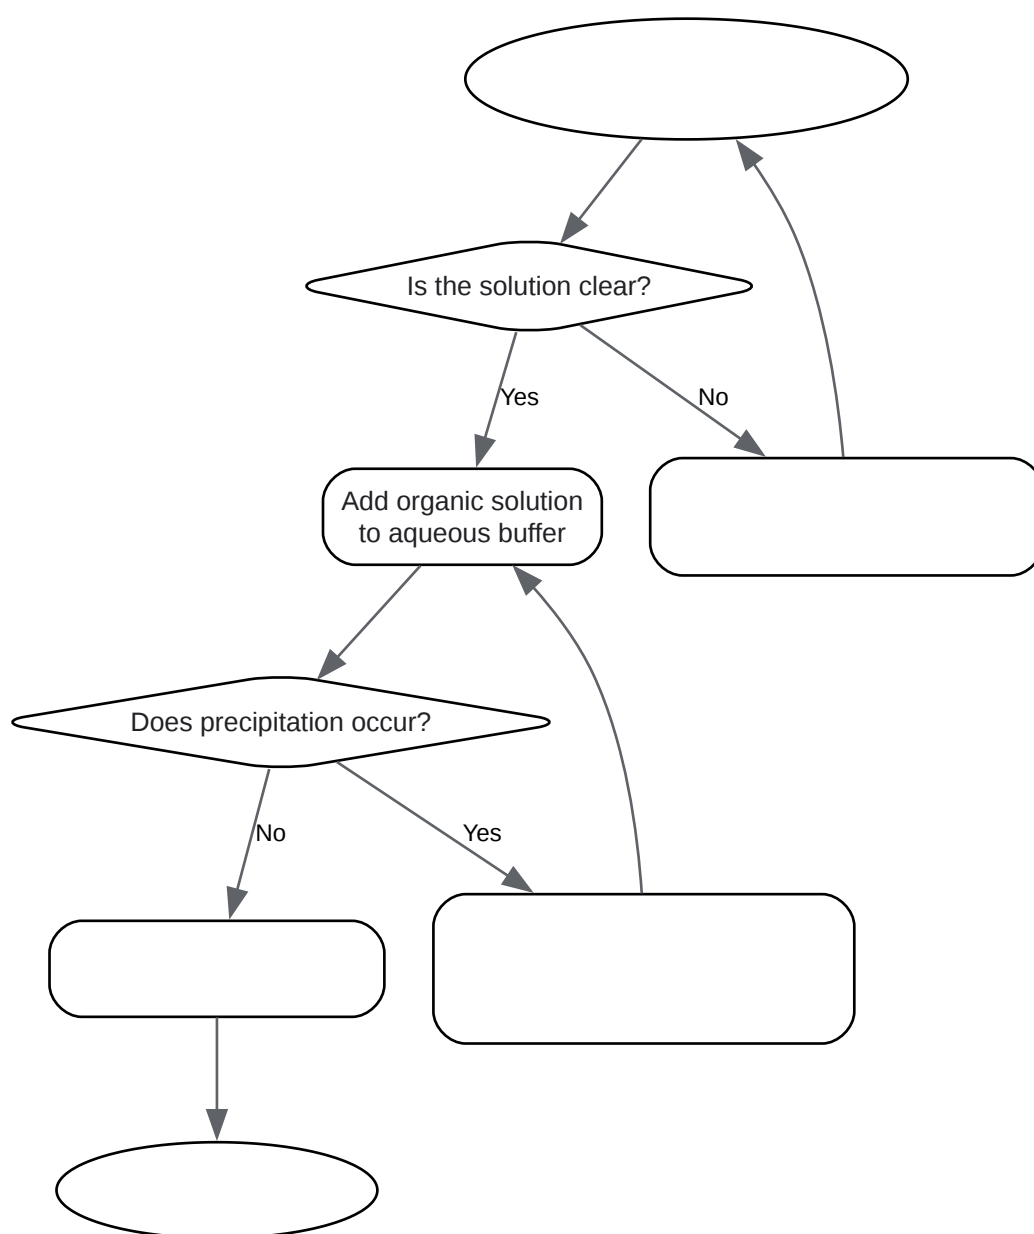 Is the solution clear?
Yes
No
Add organic solution
to aqueous buffer
Does precipitation occur?
No
Yes